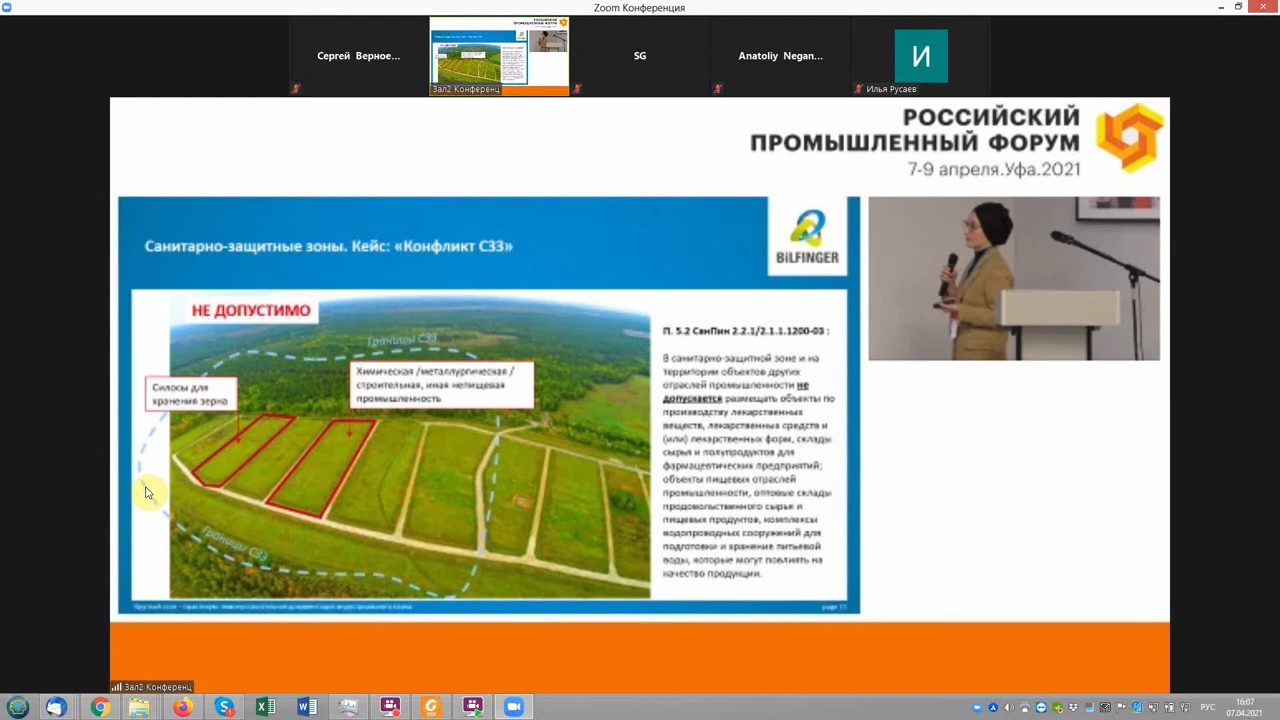 Zoom Конференция
Сергей Верное...
Зал2 Конференц
SG
Anatoliy Negan...
И
Илья Русаев
РОССИЙСКИЙ
ПРОМЫШЛЕННЫЙ ФОРУМ
7-9 апреля.Уфа.2021
Санитарно-защитные зоны. Кейс: «Конфликт СЗЗ»
BILFINGER
НЕ ДОПУСТИМО
Границы СЗЗ
Силосы для
хранения зерна
Химическая /металлургическая /
строительная, иная непищевая
промышленность
Границы СЗЗ
П. 5.2 СанПин 2.2.1/2.1.1.1200-03 :
В санитарно-защитной зоне и на
территории объектов других
отраслей промышленности не
допускается размещать объекты по
производству лекарственных
веществ, лекарственных средств и
(или) лекарственных форм, склады
сырья и полупродуктов для
фармацевтических предприятий;
объекты пищевых отраслей
промышленности, оптовые склады
продовольственного сырья и
пищевых продуктов, комплексы
водопроводных сооружений для
подготовки и хранения питьевой
воды, которые могут повлиять на
качество продукции.
page 15
Зал2 Конференц
РУС
16:07
07.04.2021